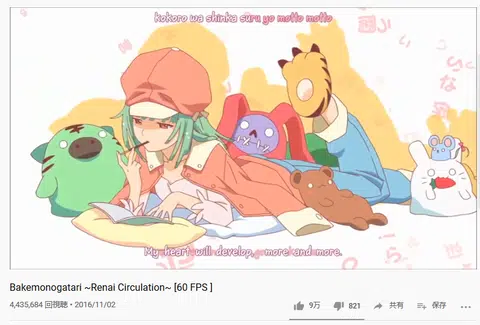 kokoro wa shinka suru yo motto motto
My heart will develop, more and more.
Bakemonogatari ~Renai Circulation~ [60 FPS ]
4,435,684 回視聴 • 2016/11/02
9万
821
共有
保存